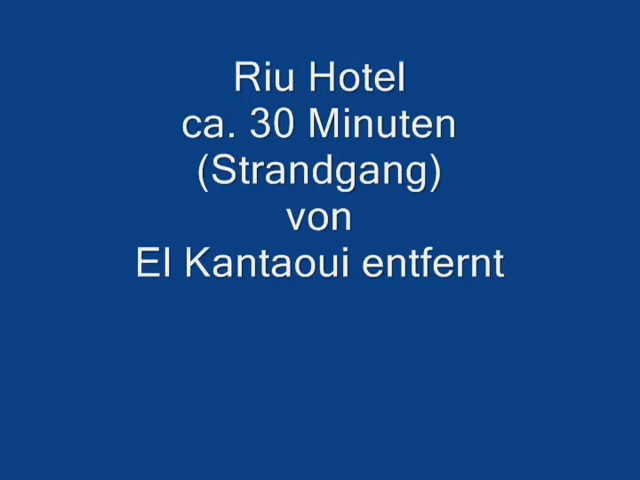 Riu Hotel
ca. 30 Minuten
(Strandgang)
von
El Kantaoui entfernt